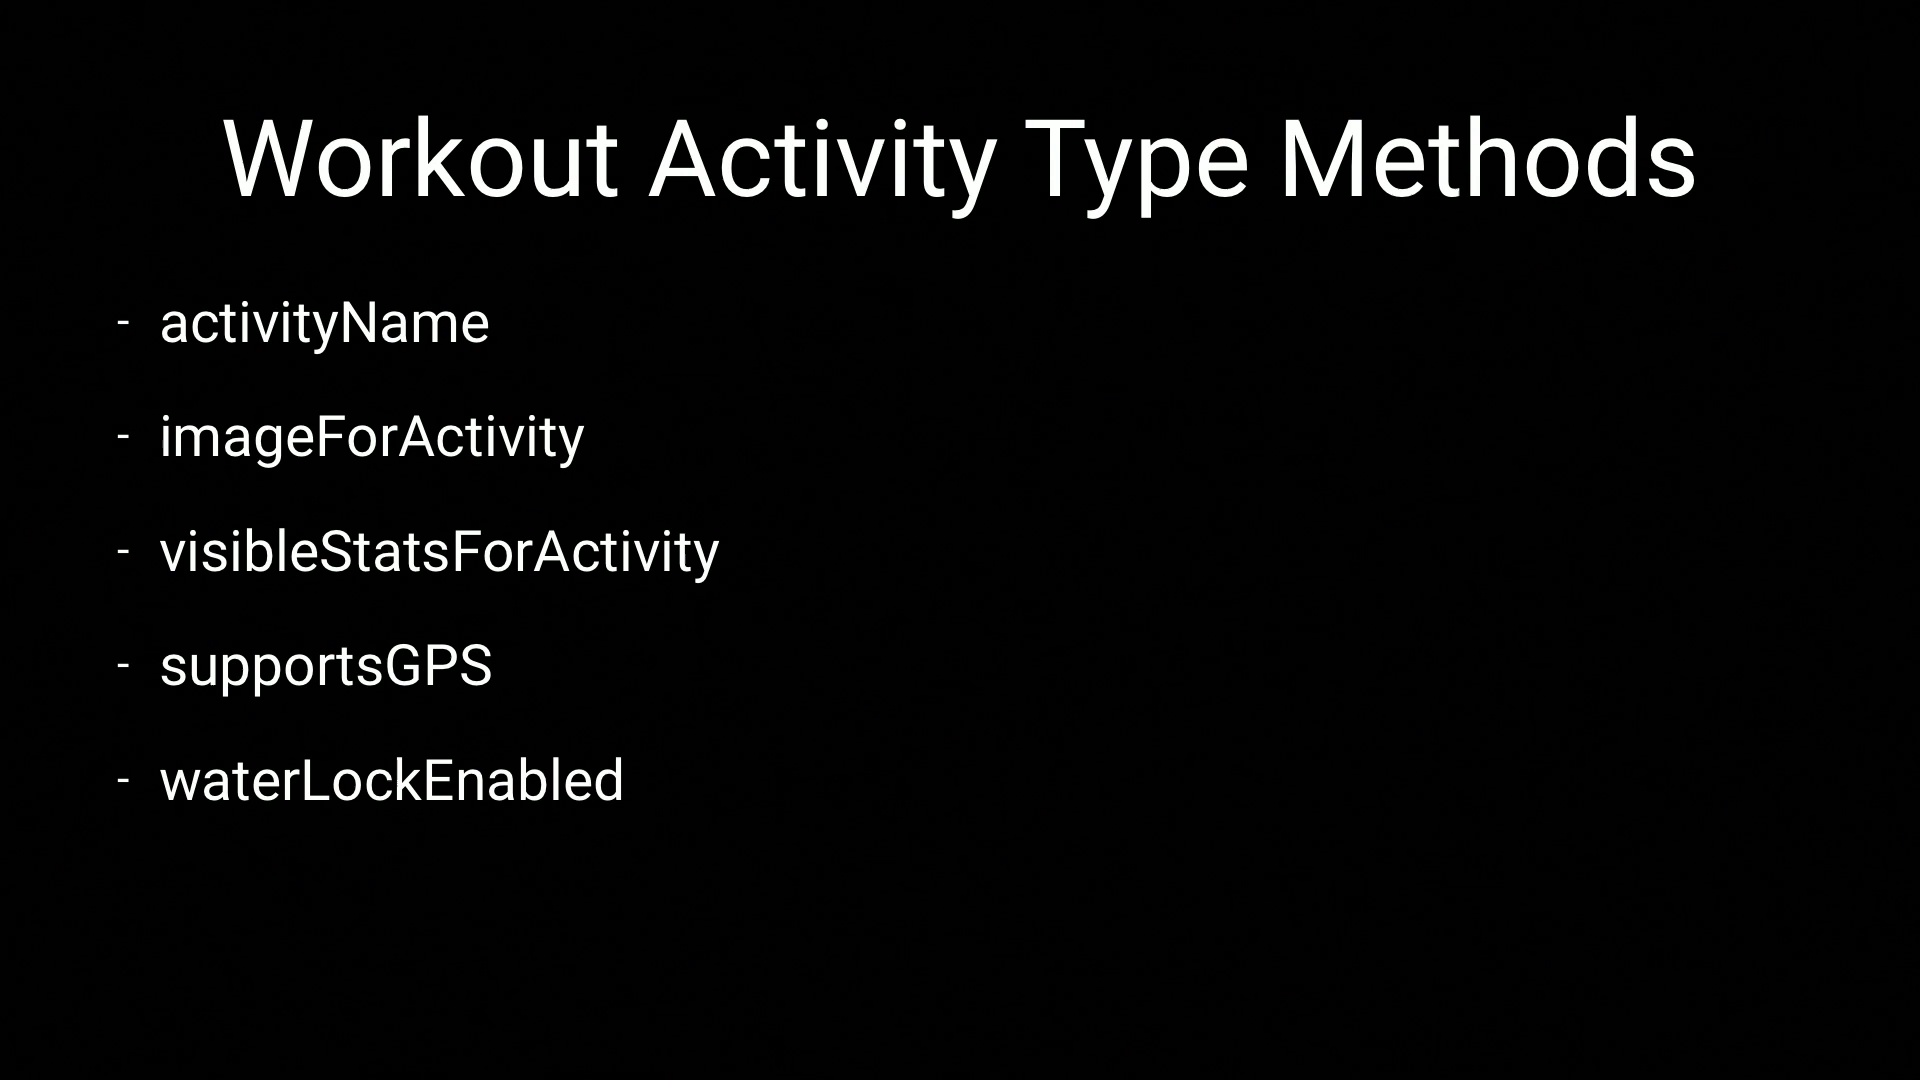 Workout Activity Type Methods
- activityName
- imageForActivity
- visibleStatsForActivity
- supportsGPS
- waterLockEnabled